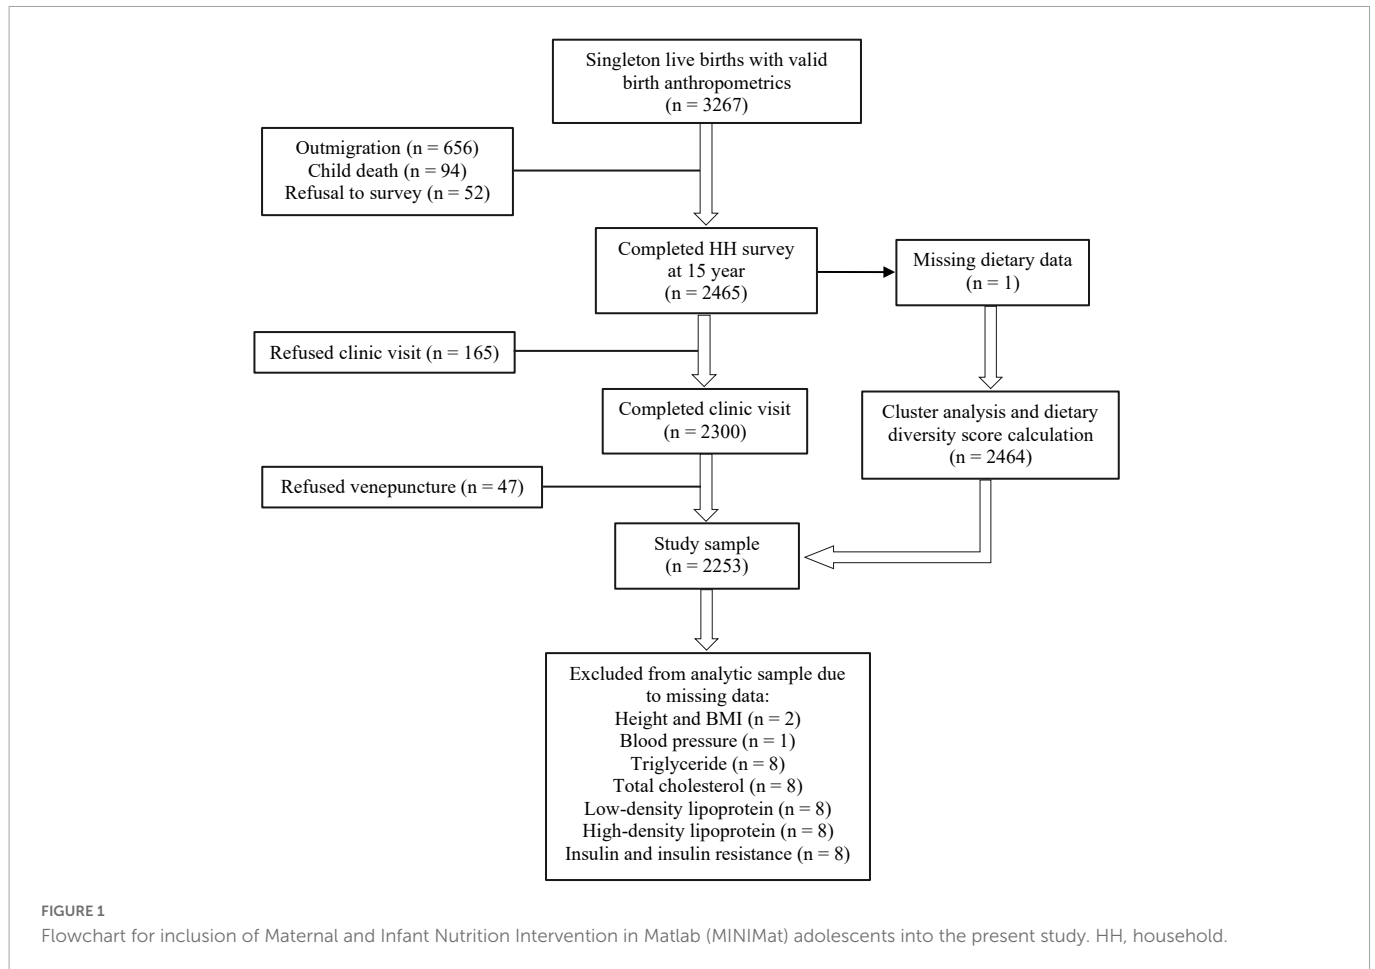 Singleton live births with valid
birth anthropometrics
(n = 3267)
Outmigration (n = 656)
Child death (n = 94)
Refusal to survey (n = 52)
Completed HH survey
at 15 year
(n = 2465)
Missing dietary data
(n = 1)
Refused clinic visit (n = 165)
Completed clinic visit
(n = 2300)
Cluster analysis and dietary
diversity score calculation
(n = 2464)
Refused venepuncture (n = 47)
Study sample
(n = 2253)
Excluded from analytic sample due
to missing data:
Height and BMI (n = 2)
Blood pressure (n = 1)
Triglyceride (n = 8)
Total cholesterol (n = 8)
Low-density lipoprotein (n = 8)
High-density lipoprotein (n = 8)
Insulin and insulin resistance (n = 8)
FIGURE 1
Flowchart for inclusion of Maternal and Infant Nutrition Intervention in Matlab (MINIMat) adolescents into the present study. HH, household.